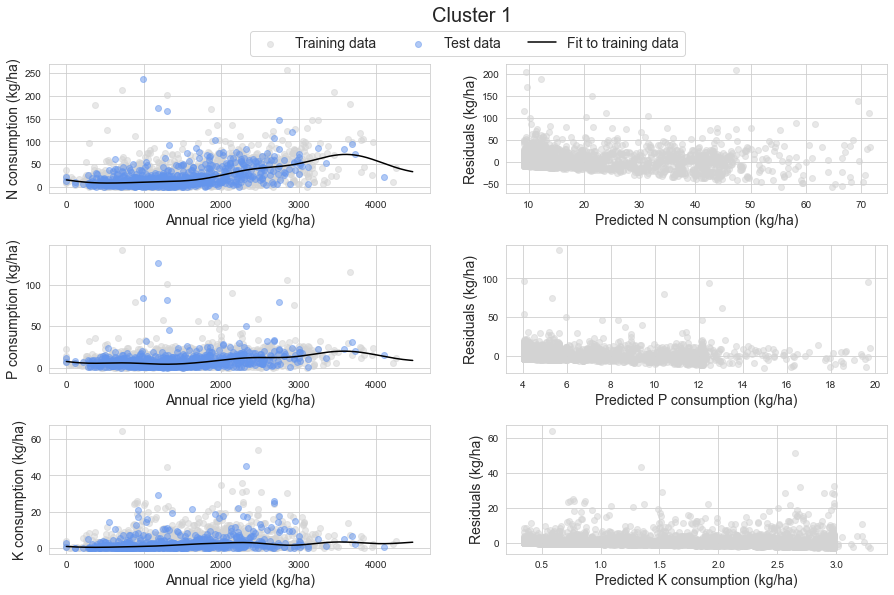 Cluster 1
Training data Test data Fit to training data
N consumption (kg/ha)
250
200
150
100
50
0
0 1000 2000 3000 4000
Annual rice yield (kg/ha)
Residuals (kg/ha)
200
150
100
50
0
−50
10 20 30 40 50 60 70
Predicted N consumption (kg/ha)
P consumption (kg/ha)
100
50
0
0 1000 2000 3000 4000
Annual rice yield (kg/ha)
Residuals (kg/ha)
100
50
0
4 6 8 10 12 14 16 18 20
Predicted P consumption (kg/ha)
K consumption (kg/ha)
60
40
20
0
0 1000 2000 3000 4000
Annual rice yield (kg/ha)
Residuals (kg/ha)
60
40
20
0
0.5 1.0 1.5 2.0 2.5 3.0
Predicted K consumption (kg/ha)